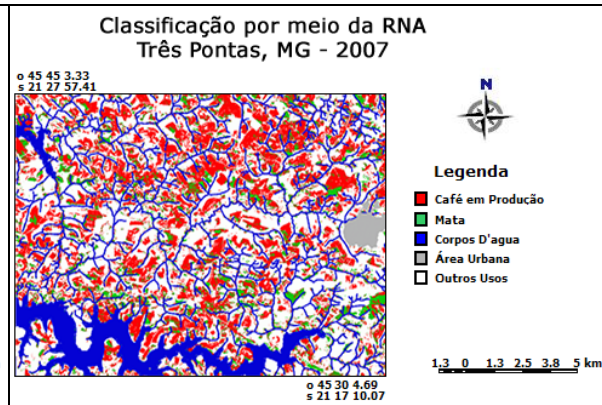 Classificação por meio da RNA
Três Pontas, MG - 2007
o 45 45 3.33
s 21 27 57.41
N
Legenda
Café em Produção
Mata
Corpos D'agua
Área Urbana
Outros Usos
1.3 0 1.3 2.5 3.8 5 km
o 45 30 4.69
s 21 17 10.07